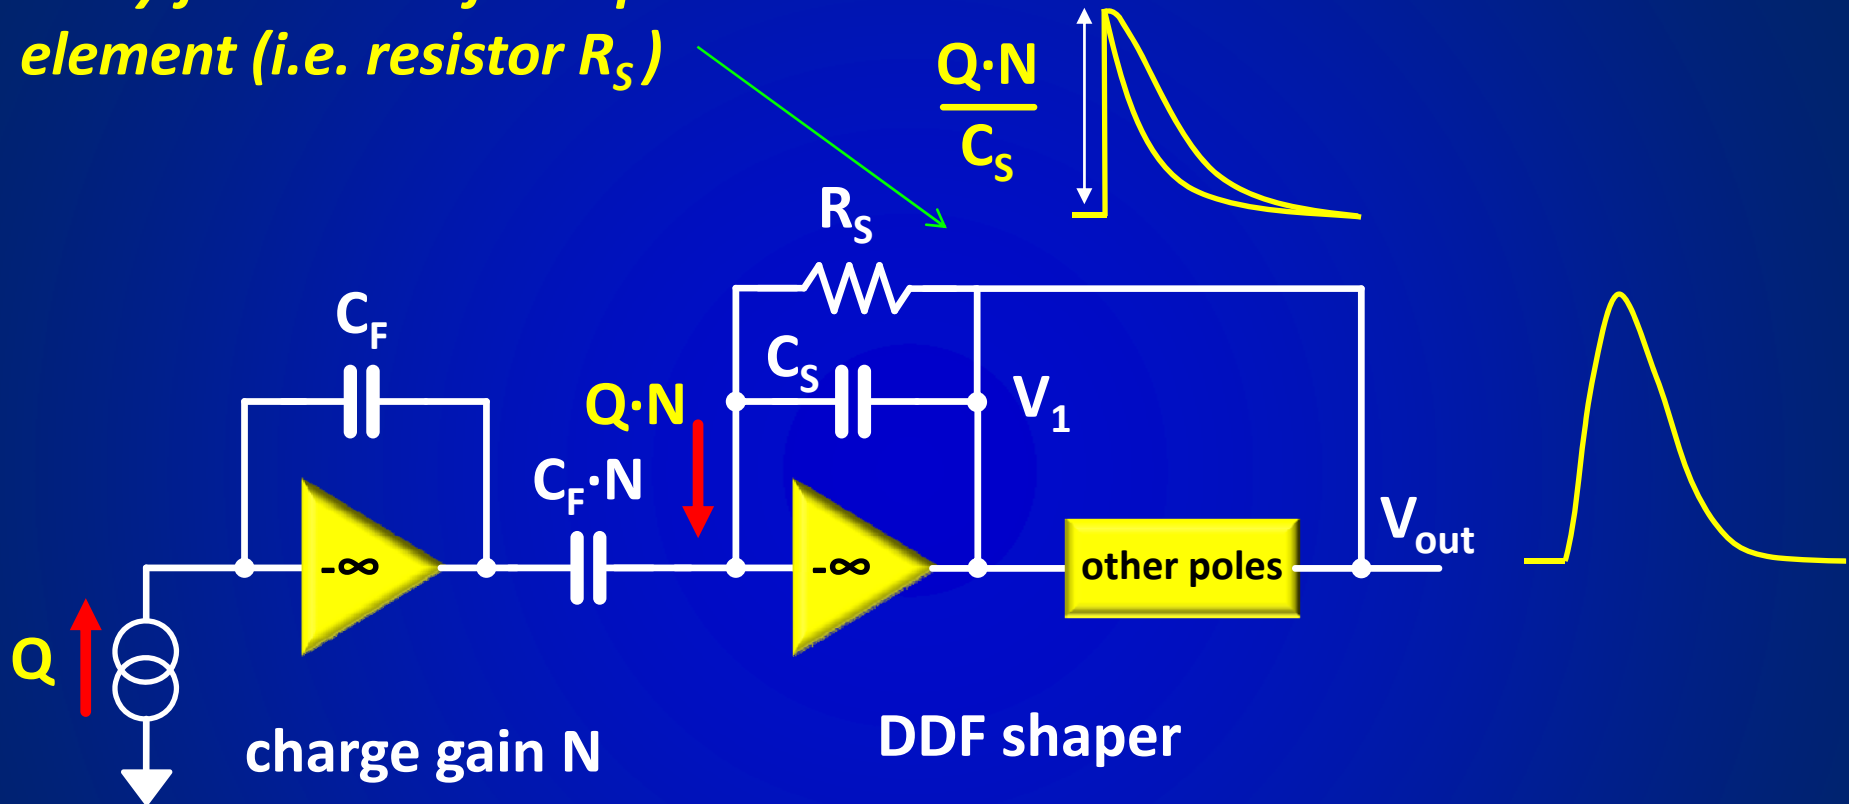 element (i.e. resistor RS)
Q·N
CS
RS
CF
CS
Q·N
V1
CF·N
Vout
-∞
-∞
other poles
Q
DDF shaper
charge gain N